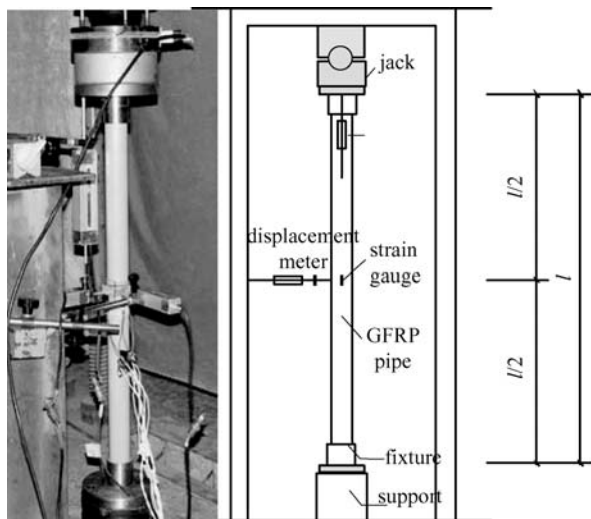 jack
displacement
meter
strain
gauge
GFRP
pipe
fixture
support
l/2
l/2
l